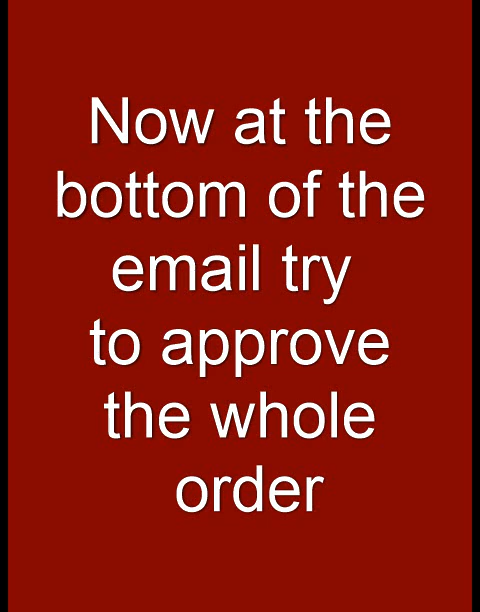 Now at the
bottom of the
email try
to approve
the whole
order